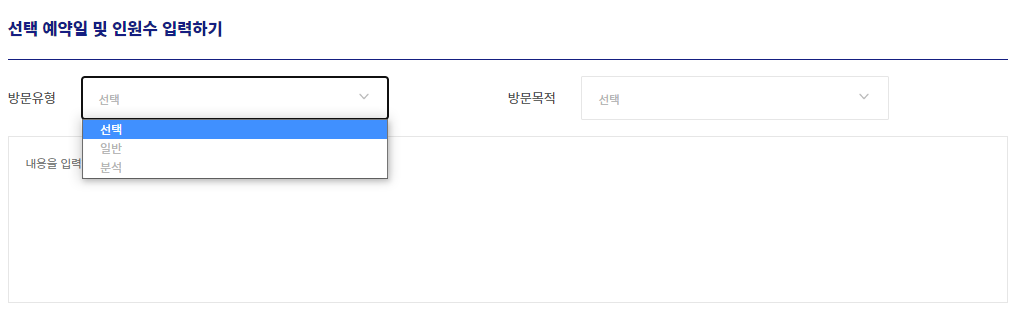 선택 예약일 및 인원수 입력하기
방문유형 선택 방문목적 선택
선택
일반
분석
내용을 입력